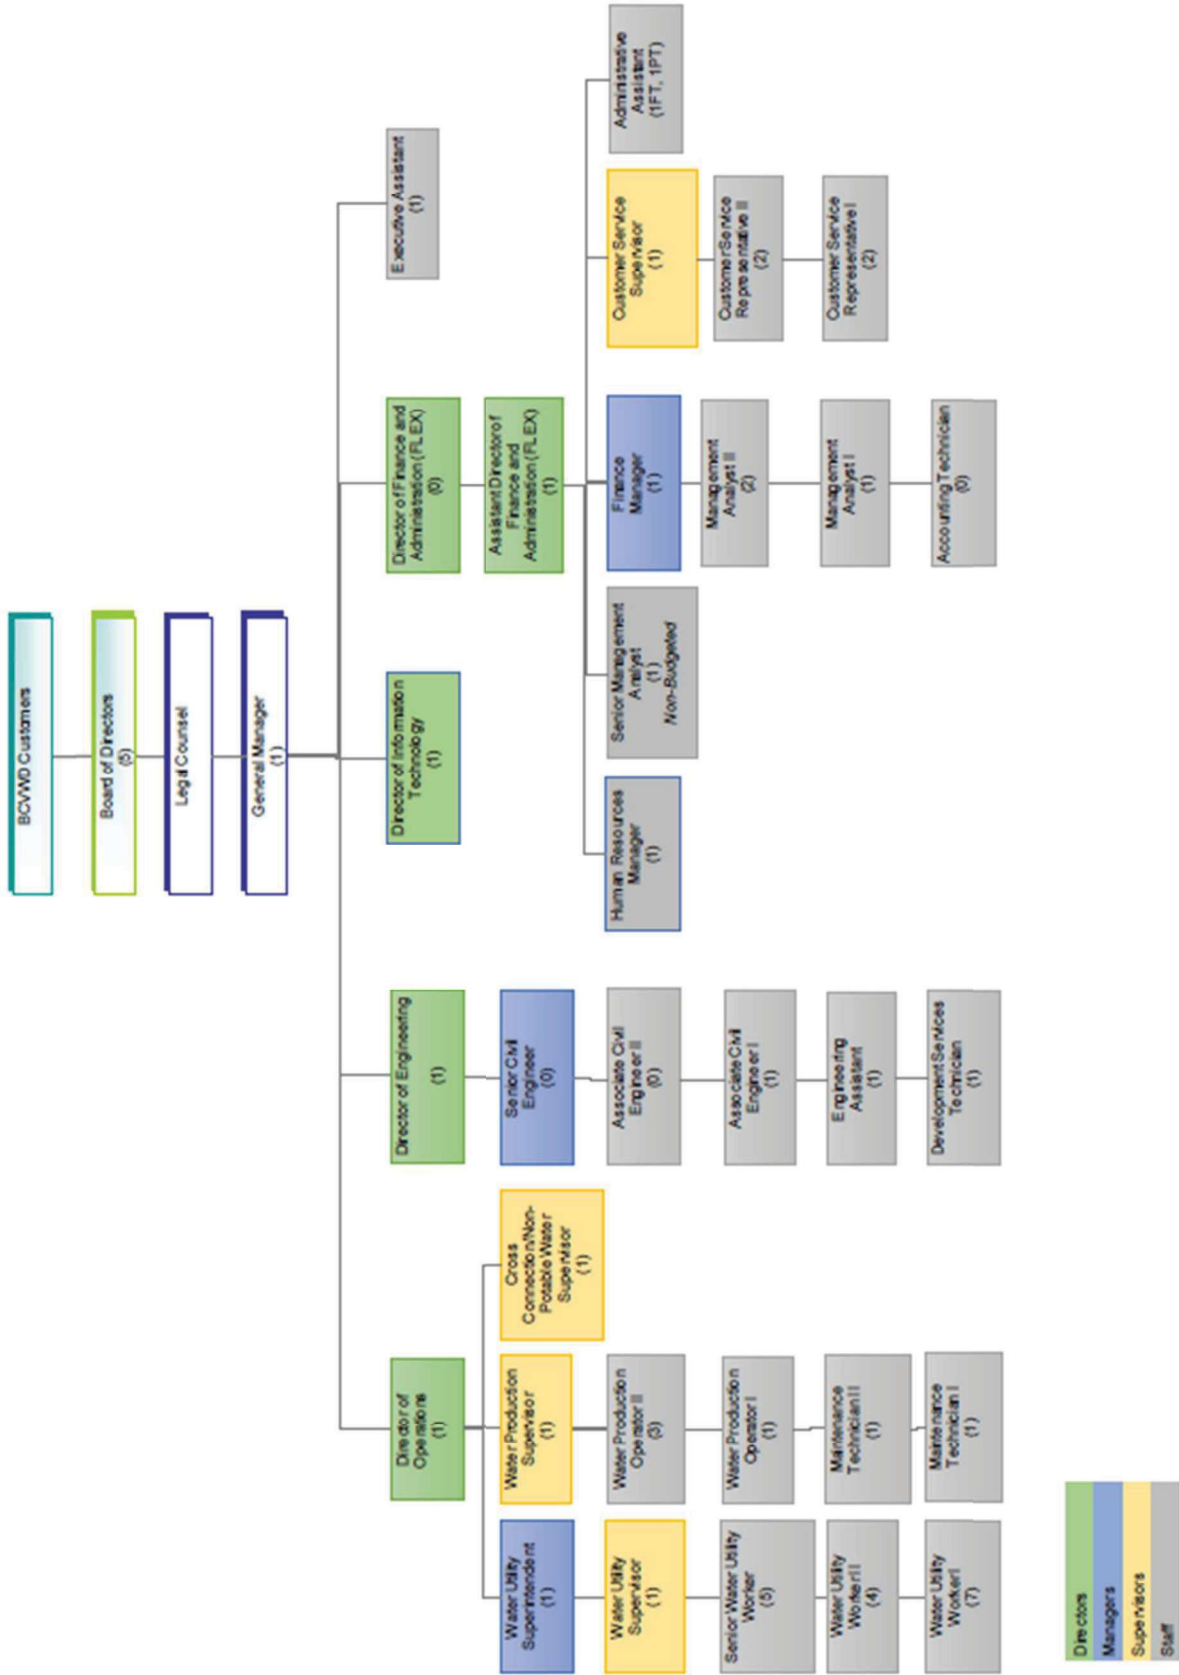 BCVWD Customers
Board of Directors
(5)
Legal Counsel
General Manager
(1)
Director of
Operations
(1)
Director of Engineering
(1)
Director of Information
Technology
(1)
Director of Finance and
Administration (FLEX)
(0)
Executive Assistant
(1)
Water Utility
Superintendent
(1)
Water Production
Supervisor
(1)
Cross
Connection/Non-
Potable Water
Supervisor
(1)
Senior Civil
Engineer
(0)
Assistant Director of
Finance and
Administration (FLEX)
(1)
Water Utility
Supervisor
(1)
Water Production
Operator II
(3)
Associate Civil
Engineer II
(0)
Human Resources
Manager
(1)
Senior Management
Analyst
(1)
Non-Budgeted
Finance
Manager
(1)
Customer Service
Supervisor
(1)
Administrative
Assistant
(1FT, 1PT)
Senior Water Utility
Worker
(5)
Water Production
Operator I
(1)
Associate Civil
Engineer I
(1)
Management
Analyst II
(2)
Customer Service
Representative II
(2)
Water Utility
Worker II
(4)
Maintenance
Technician II
(1)
Engineering
Assistant
(1)
Management
Analyst I
(1)
Customer Service
Representative I
(2)
Water Utility
Worker I
(7)
Maintenance
Technician I
(1)
Development Services
Technician
(1)
Accounting Technician
(0)
Directors
Managers
Supervisors
Staff